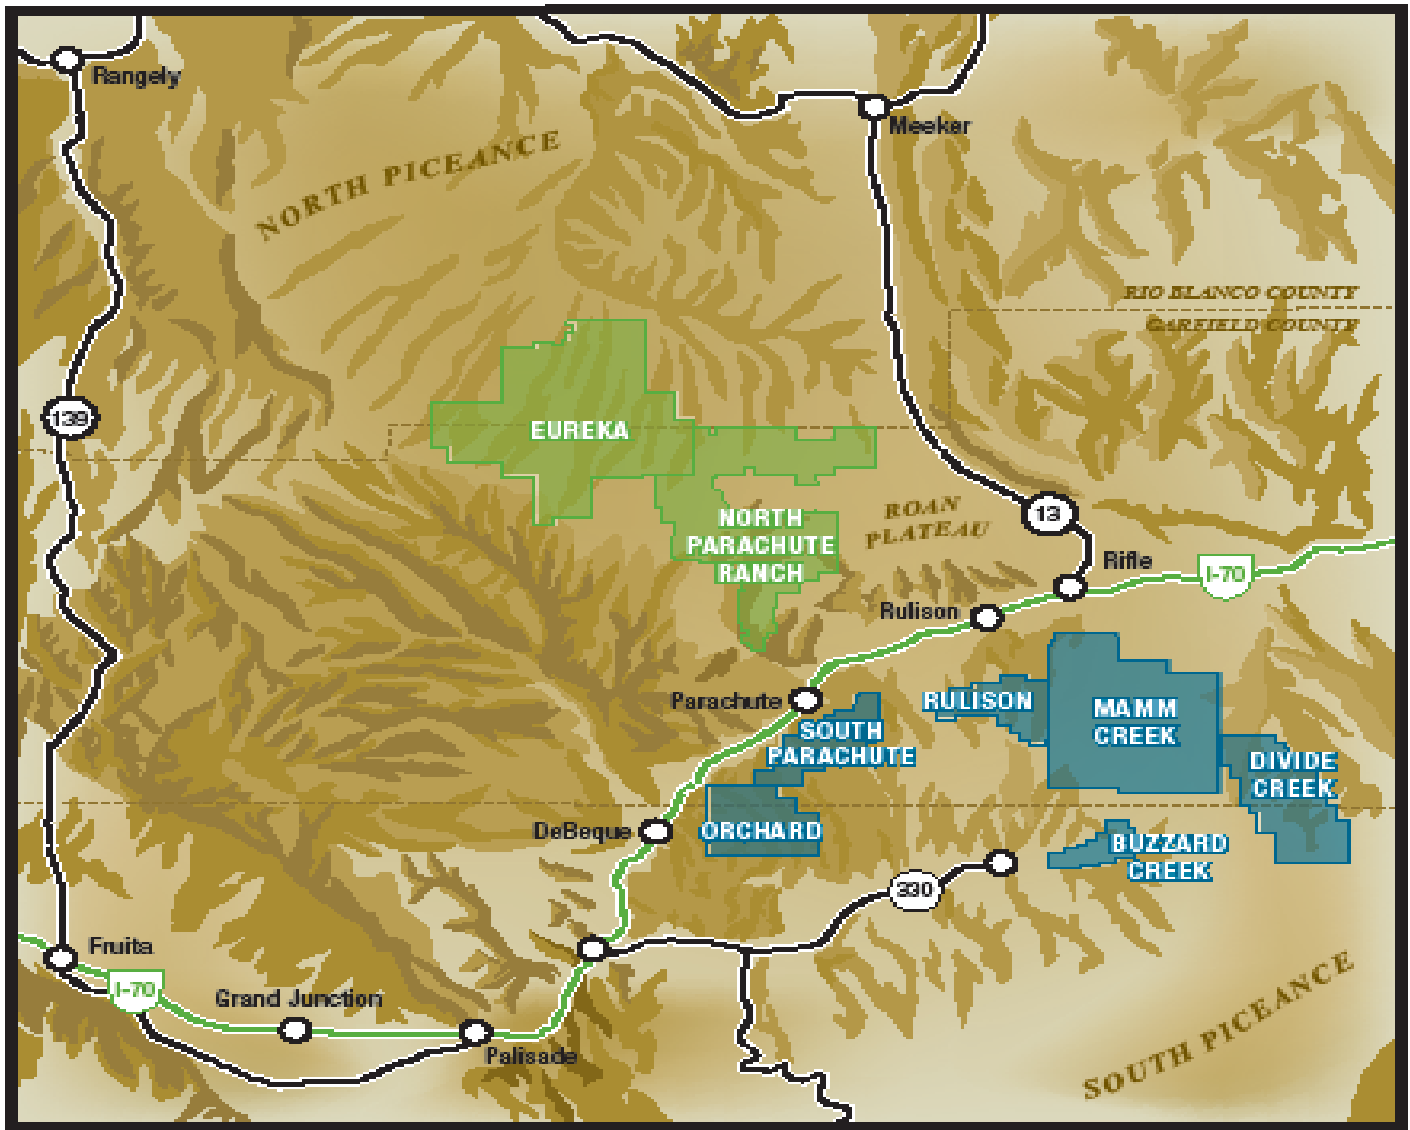 Rangely
Meeker
NORTH PICEANCE
RIO BLANCO COUNTY
GARFIELD COUNTY
139
EUREKA
ROAN
PLATEAU
13
NORTH
PARACHUTE
RANCH
Rifle
I-70
Rulison
Parachute
RULISON
MAMM
CREEK
SOUTH
PARACHUTE
DIVIDE
CREEK
DeBeque
ORCHARD
BUZZARD
CREEK
330
Fruita
I-70
Grand Junction
Palisade
SOUTH PICEANCE